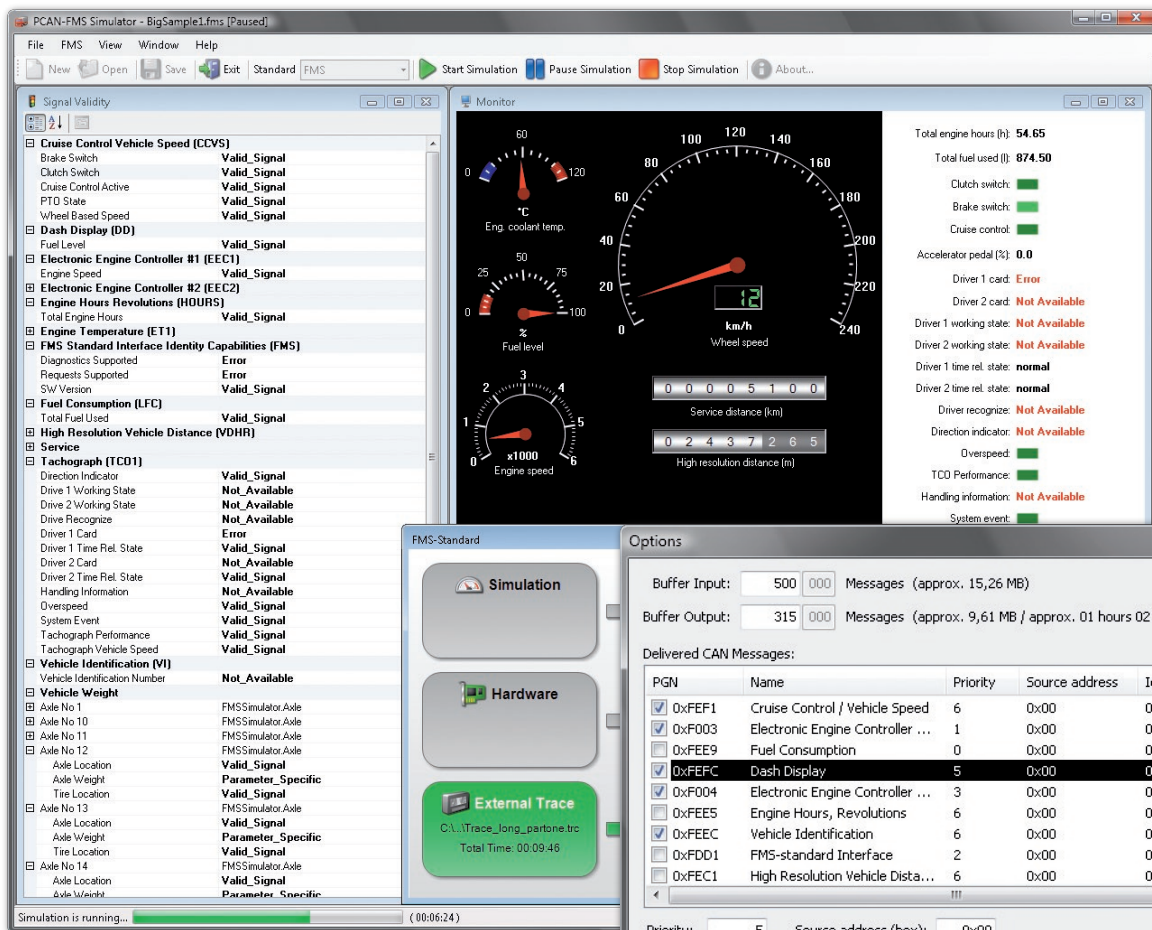 PCAN-FMS Simulator - BigSample1.fms [Paused]
File FMS View Window Help
New Open Save Exit Standard FMS Start Simulation Pause Simulation Stop Simulation About...
Signal Validity
Cruise Control Vehicle Speed (CCVS)
Brake Switch Valid_Signal
Clutch Switch Valid_Signal
Cruise Control Active Valid_Signal
PTO State Valid_Signal
Wheel Based Speed Valid_Signal
Dash Display (DD)
Fuel Level Valid_Signal
Electronic Engine Controller #1 (EEC1)
Engine Speed Valid_Signal
Electronic Engine Controller #2 (EEC2)
Engine Hours Revolutions (HOURS)
Total Engine Hours Valid_Signal
Engine Temperature (ET1)
FMS Standard Interface Identity Capabilities (FMS)
Diagnostics Supported Error
Requests Supported Error
SW Version Valid_Signal
Fuel Consumption (LFC)
Total Fuel Used Valid_Signal
High Resolution Vehicle Distance (VDHR)
Service
Tachograph (TCO1)
Direction Indicator Valid_Signal
Drive 1 Working State Not_Available
Drive 2 Working State Not_Available
Drive Recognize Not_Available
Driver 1 Card Error
Driver 1 Time Rel. State Valid_Signal
Driver 2 Card Not_Available
Driver 2 Time Rel. State Valid_Signal
Handling Information Not_Available
Overspeed Valid_Signal
System Event Valid_Signal
Tachograph Performance Valid_Signal
Tachograph Vehicle Speed Valid_Signal
Vehicle Identification (VI)
Vehicle Identification Number Not_Available
Vehicle Weight
Axle No 1 FMSSimulator.Axle
Axle No 10 FMSSimulator.Axle
Axle No 11 FMSSimulator.Axle
Axle No 12 FMSSimulator.Axle
Axle Location Valid_Signal
Axle Weight Parameter_Specific
Tire Location Valid_Signal
Axle No 13 FMSSimulator.Axle
Axle Location Valid_Signal
Axle Weight Parameter_Specific
Tire Location Valid_Signal
Axle No 14 FMSSimulator.Axle
Axle Location Valid_Signal
Axle Weight Parameter_Specific
Simulation is running... (00:06:24)
Monitor
0 60 120
°C
Eng. coolant temp.
0 25 50 75 100
%
Fuel level
0 1 2 3 4 5 6
x1000
Engine speed
0 20 40 60 80 100 120 140 160 180 200 220 240
12
km/h
Wheel speed
0 0 0 0 5 1 0 0
Service distance (km)
0 2 4 3 7 2 6 5
High resolution distance (m)
Total engine hours (h): 54.65
Total fuel used (l): 874.50
Clutch switch:
Brake switch:
Cruise control:
Accelerator pedal (%): 0.0
Driver 1 card: Error
Driver 2 card: Not Available
Driver 1 working state: Not Available
Driver 2 working state: Not Available
Driver 1 time rel. state: normal
Driver 2 time rel. state: normal
Driver recognize: Not Available
Direction indicator: Not Available
Overspeed:
TCO Performance:
Handling information: Not Available
System event:
FMS-Standard
Simulation
Hardware
External Trace
C:\...\Trace_long_partone.trc
Total Time: 00:09:46
Options
Buffer Input: 500 000 Messages (approx. 15,26 MB)
Buffer Output: 315 000 Messages (approx. 9,61 MB / approx. 01 hours 02
Delivered CAN Messages:
PGN Name Priority Source address
0xFEF1 Cruise Control / Vehicle Speed 6 0x00 0
0xF003 Electronic Engine Controller ... 1 0x00 0
0xFEE9 Fuel Consumption 0 0x00 0
0xFEFC Dash Display 5 0x00 0
0xF004 Electronic Engine Controller ... 3 0x00 0
0xFEE5 Engine Hours, Revolutions 6 0x00 0
0xFEEC Vehicle Identification 6 0x00 0
0xFDD1 FMS-standard Interface 2 0x00 0
0xFEC1 High Resolution Vehicle Dista... 6 0x00 0
Priority: 5 Source address (hex): 0x00